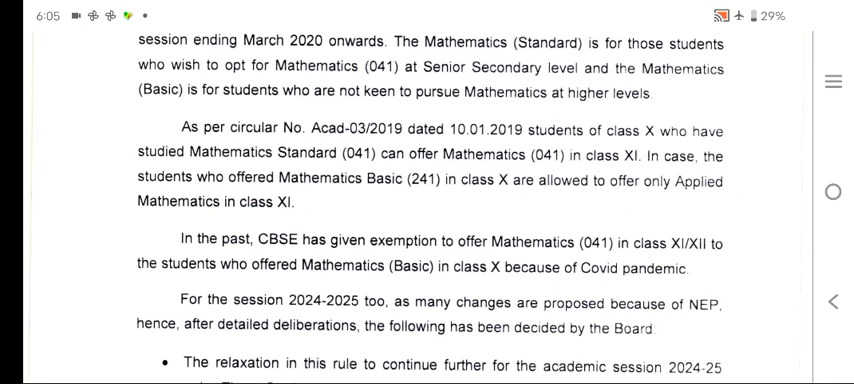 6:05
29%
session ending March 2020 onwards. The Mathematics (Standard) is for those students
who wish to opt for Mathematics (041) at Senior Secondary level and the Mathematics
(Basic) is for students who are not keen to pursue Mathematics at higher levels.
As per circular No. Acad-03/2019 dated 10.01.2019 students of class X who have
studied Mathematics Standard (041) can offer Mathematics (041) in class XI. In case, the
students who offered Mathematics Basic (241) in class X are allowed to offer only Applied
Mathematics in class XI.
In the past, CBSE has given exemption to offer Mathematics (041) in class XI/XII to
the students who offered Mathematics (Basic) in class X because of Covid pandemic.
For the session 2024-2025 too, as many changes are proposed because of NEP,
hence, after detailed deliberations, the following has been decided by the Board
• The relaxation in this rule to continue further for the academic session 2024-25